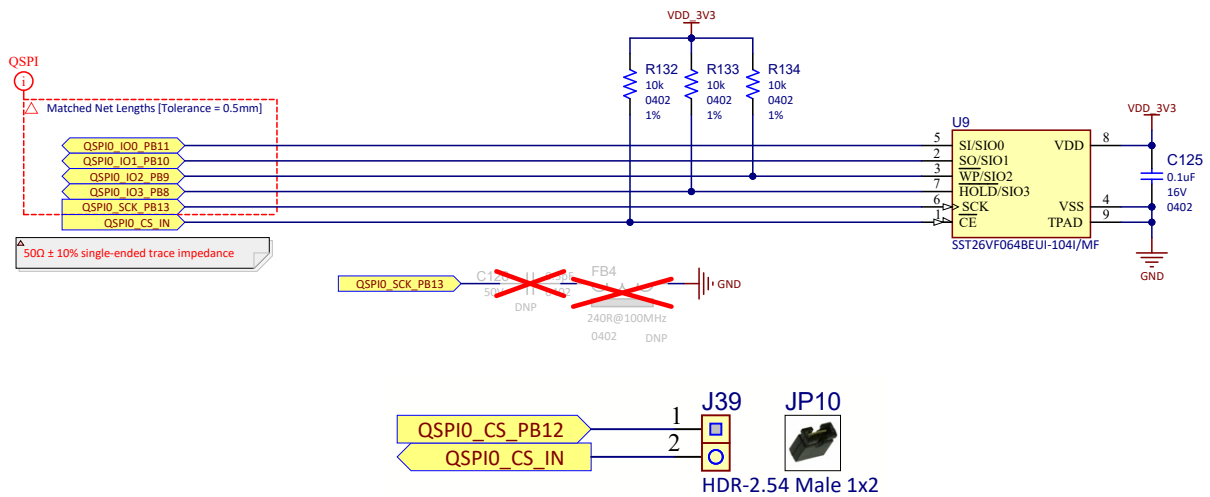 VDD_3V3
QSPI
i
Matched Net Lengths [Tolerance = 0.5mm]
R132
10k
0402
1%
R133
10k
0402
1%
R134
10k
0402
1%
VDD_3V3
U9
QSPI0_IO0_PB11
5
SI/SIO0
VDD
8
QSPI0_IO1_PB10
2
SO/SIO1
QSPI0_IO2_PB9
3
WP/SIO2
QSPI0_IO3_PB8
7
HOLD/SIO3
QSPI0_SCK_PB13
6
SCK
VSS
4
QSPI0_CS_IN
1
CE
TPAD
9
SST26VF064BEUI-104I/MF
C125
0.1uF
16V
0402
GND
50Ω ± 10% single-ended trace impedance
QSPI0_SCK_PB13
DNP
FB4
240R@100MHz
0402
DNP
GND
QSPI0_CS_PB12
1
QSPI0_CS_IN
2
J39
HDR-2.54 Male 1x2
JP10